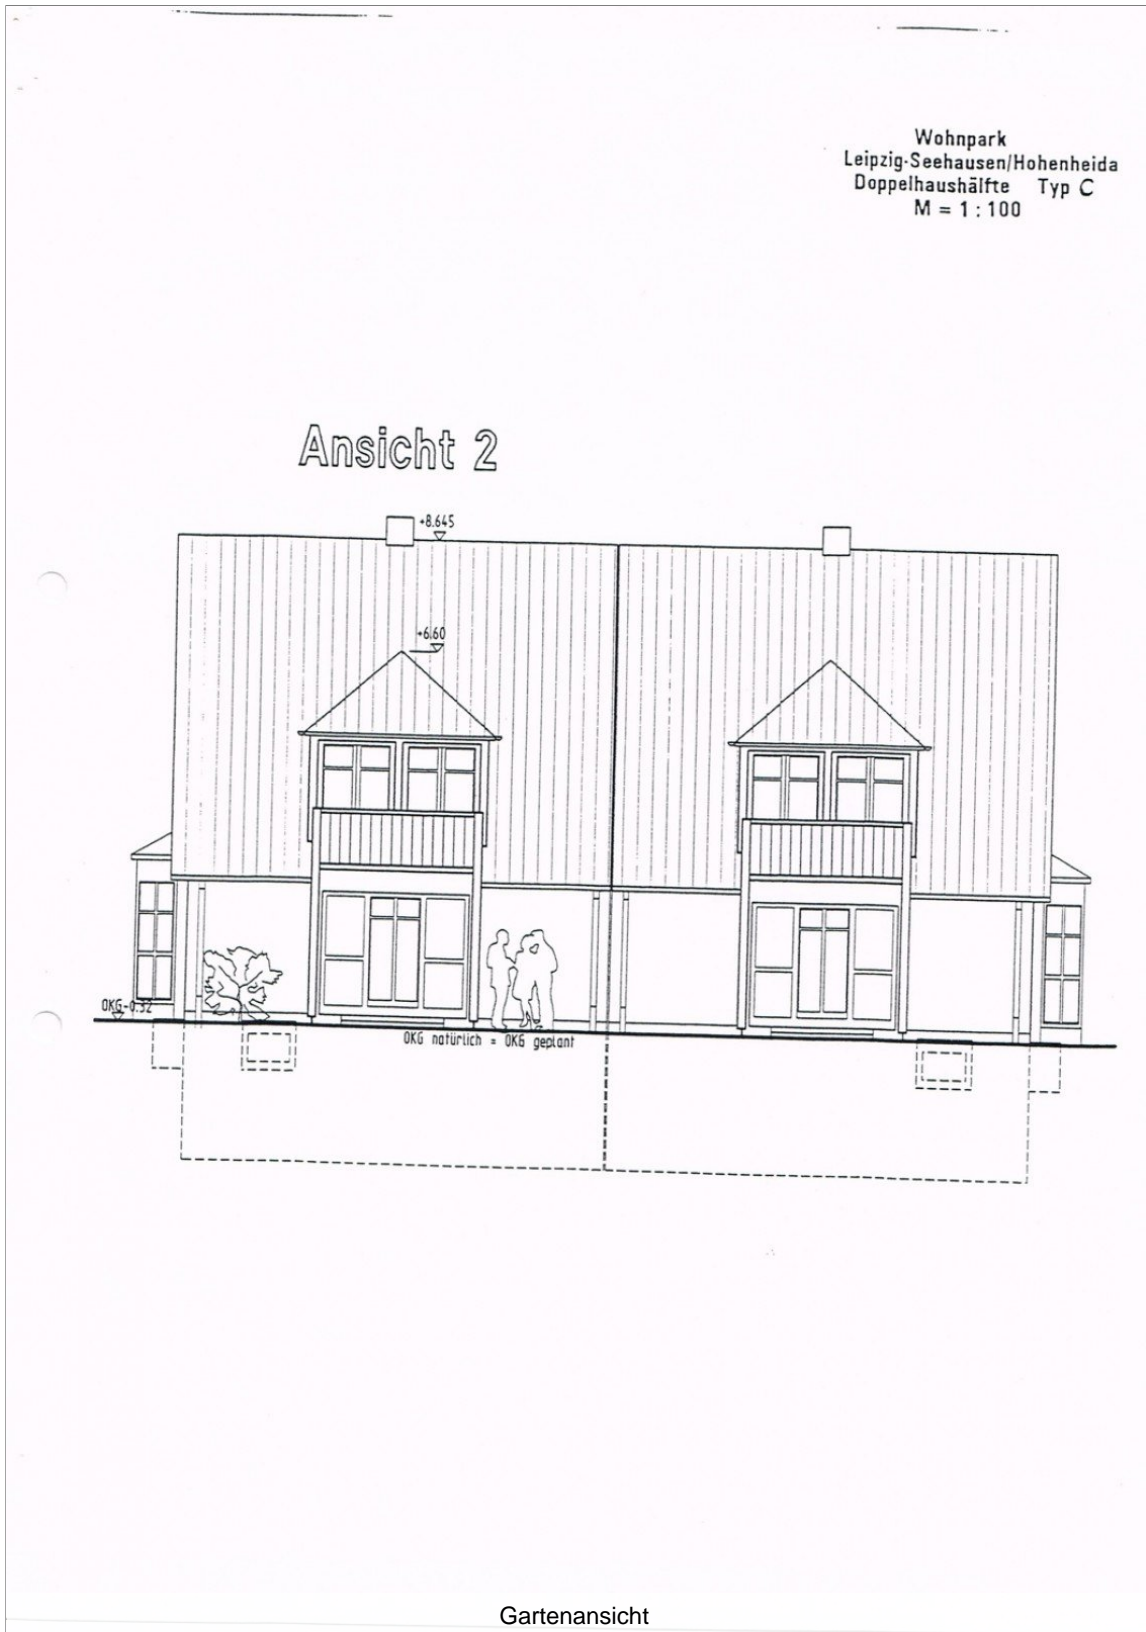 Wohnpark
Leipzig-Seehausen/Hohenheida
Doppelhaushälfte Typ C
M = 1 : 100
Ansicht 2
+8.645
+6.60
OKG-0.32
OKG natürlich = OKG geplant
Gartenansicht